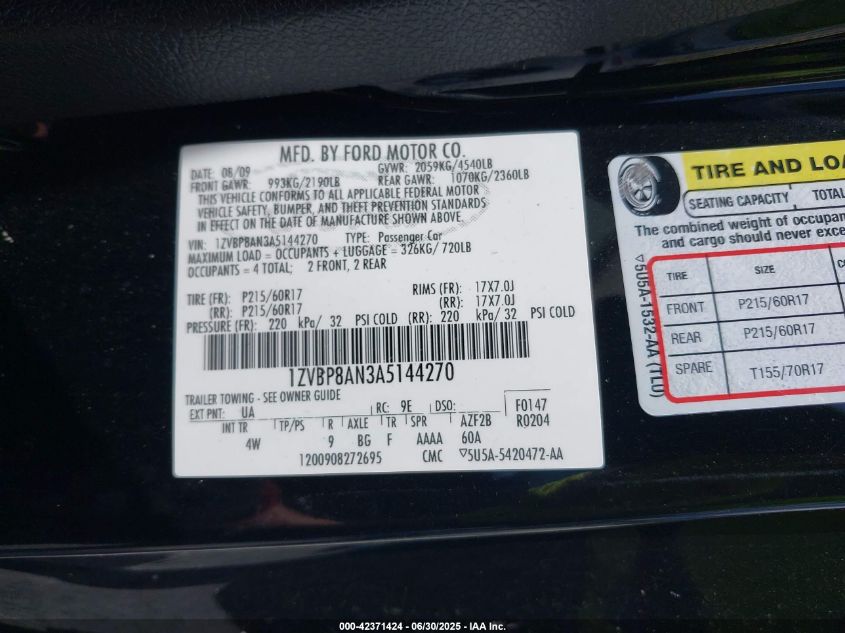 MFD. BY FORD MOTOR CO.
DATE: 08/09 GVWR: 2059KG/4540LB
FRONT GAWR: 993KG/2190LB REAR GAWR: 1070KG/2360LB
THIS VEHICLE CONFORMS TO ALL APPLICABLE FEDERAL MOTOR
VEHICLE SAFETY, BUMPER, AND THEFT PREVENTION STANDARDS
IN EFFECT ON THE DATE OF MANUFACTURE SHOWN ABOVE.
VIN: 1ZVBP8AN3A5144270 TYPE: Passenger Car
MAXIMUM LOAD = OCCUPANTS + LUGGAGE = 326KG/720LB
OCCUPANTS = 4 TOTAL; 2 FRONT, 2 REAR
TIRE (FR): P215/60R17 RIMS (FR): 17X7.0J
(RR): P215/60R17 (RR): 17X7.0J
PRESSURE (FR): 220 kPa/ 32 PSI COLD (RR): 220 kPa/ 32 PSI COLD
1ZVBP8AN3A5144270
TRAILER TOWING - SEE OWNER GUIDE
EXT PNT: UA RC: 9E DSO: F0147
INT TR TP/PS R AXLE TR SPR AZF2B R0204
4W 9 BG F AAAA 60A
1200908272695 CMC ▽5U5A-5420472-AA
TIRE AND LOA
SEATING CAPACITY TOTAL
The combined weight of occupan
and cargo should never exce
▽5U5A-1532-AA (TLU)
TIRE SIZE
FRONT P215/60R17
REAR P215/60R17
SPARE T155/70R17
000-42371424 - 06/30/2025 - IAA Inc.